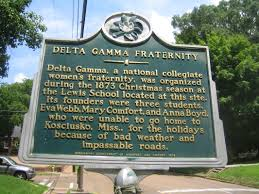 DELTA GAMMA FRATERNITY
Delta Gamma, a national collegiate
women's fraternity, was organized
during the 1873 Christmas season at
the Lewis School located at this site.
Its founders were three students,
Eva Webb, Mary Comfort, and Anna Boyd,
who were unable to go home to
Kosciusko, Miss., for the holidays
because of bad weather and
impassable roads.